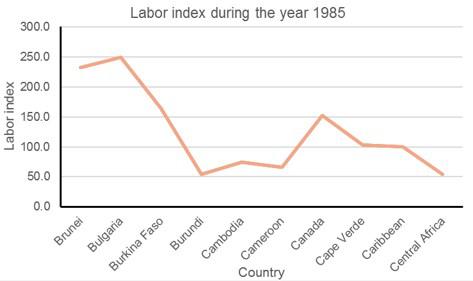 Labor index during the year 1985
300.0
250.0
200.0
150.0
100.0
50.0
0.0
Labor index
Brunei
Bulgaria
Burkina Faso
Burundi
Cambodia
Cameroon
Canada
Cape Verde
Caribbean
Central Africa
Country